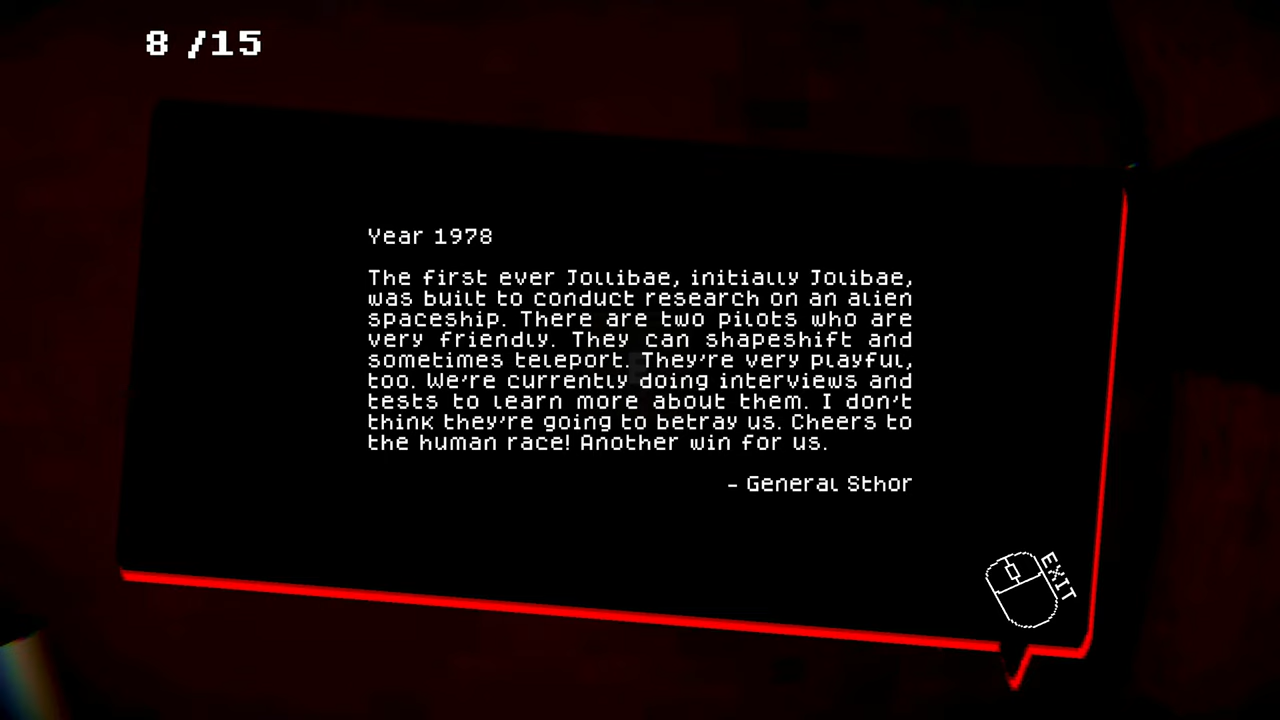 8 /15
Year 1978
The first ever Jollibae, initially Jolibae,
was built to conduct research on an alien
spaceship. There are two pilots who are
very friendly. They can shapeshift and
sometimes teleport. They're very playful,
too. We're currently doing interviews and
tests to learn more about them. I don't
think they're going to betray us. Cheers to
the human race! Another win for us.
- General Sthor
EXIT